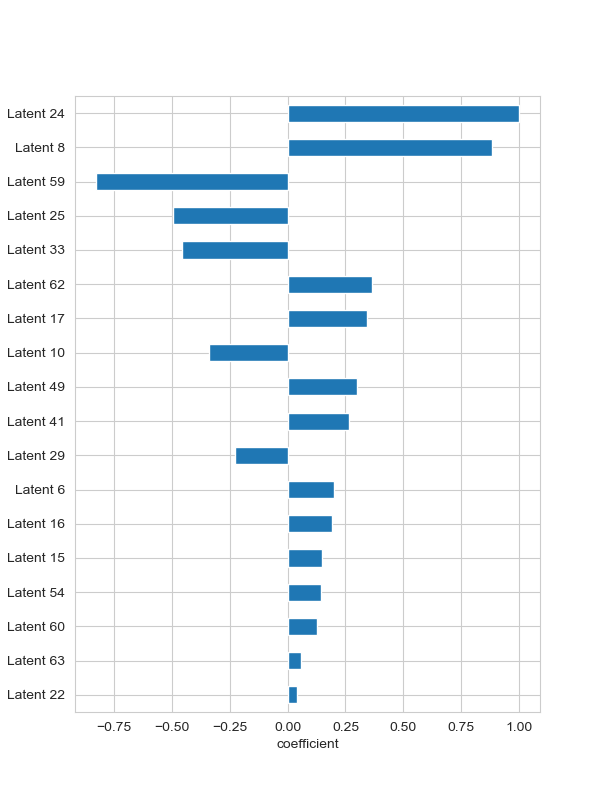 Latent 24
Latent 8
Latent 59
Latent 25
Latent 33
Latent 62
Latent 17
Latent 10
Latent 49
Latent 41
Latent 29
Latent 6
Latent 16
Latent 15
Latent 54
Latent 60
Latent 63
Latent 22
−0.75 −0.50 −0.25 0.00 0.25 0.50 0.75 1.00
coefficient